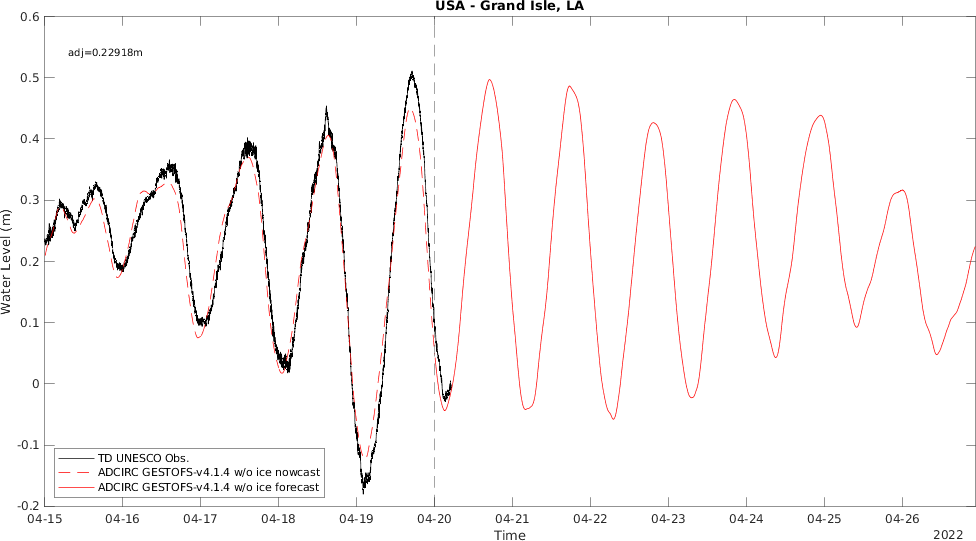 USA - Grand Isle, LA
adj=0.22918m
Water Level (m)
0.6
0.5
0.4
0.3
0.2
0.1
0
-0.1
-0.2
TD UNESCO Obs.
ADCIRC GESTOFS-v4.1.4 w/o ice nowcast
ADCIRC GESTOFS-v4.1.4 w/o ice forecast
04-15 04-16 04-17 04-18 04-19 04-20 04-21 04-22 04-23 04-24 04-25 04-26
Time
2022